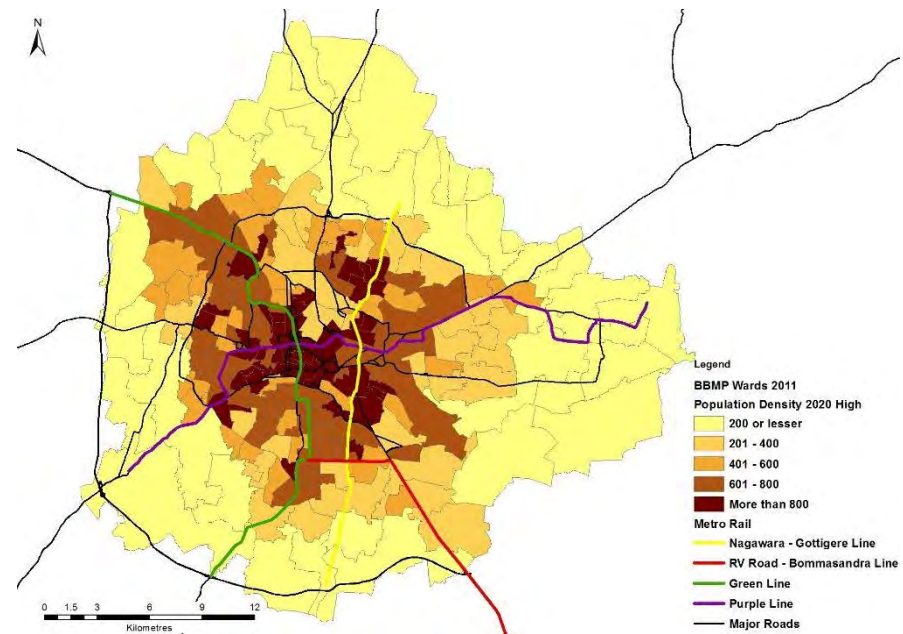 N
Legend
BBMP Wards 2011
Population Density 2020 High
200 or lesser
201 - 400
401 - 600
601 - 800
More than 800
Metro Rail
Nagawara - Gottigere Line
RV Road - Bommasandra Line
Green Line
Purple Line
Major Roads
0 1.5 3 6 9 12
Kilometres